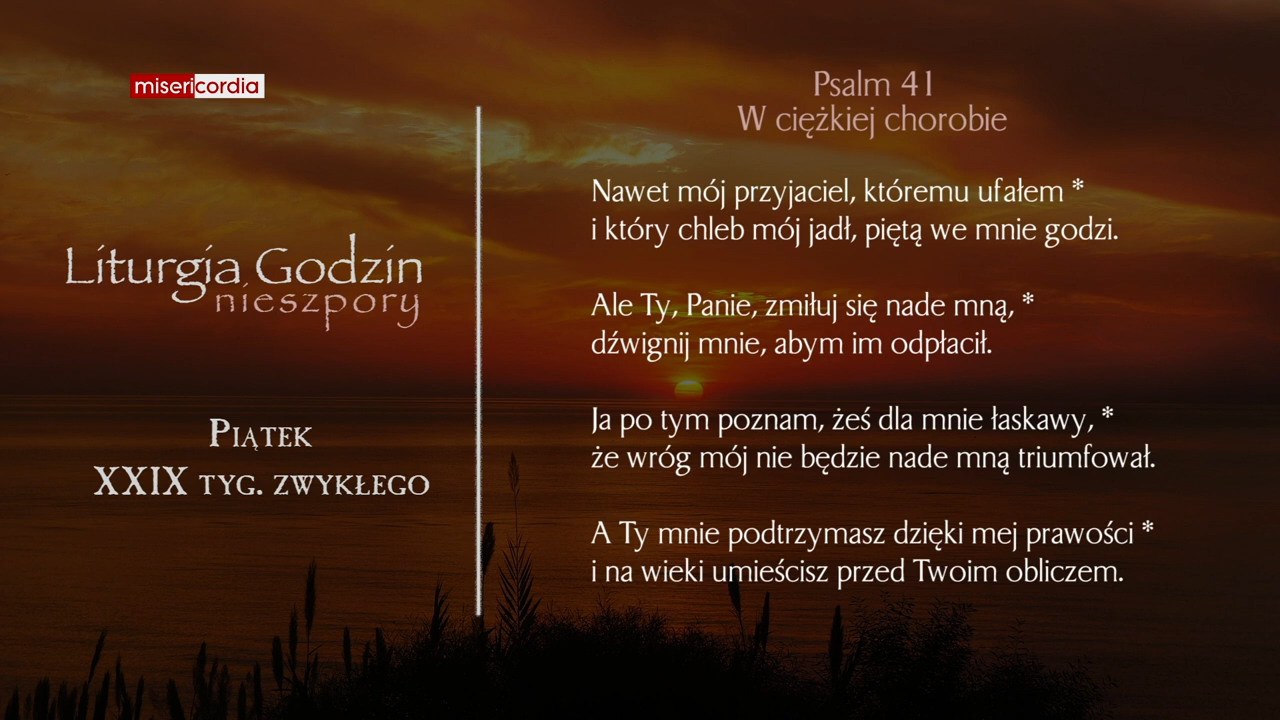 misericordia
Liturgia Godzin
nieszpory
Piątek
XXIX tyg. zwykłego
Psalm 41
W ciężkiej chorobie
Nawet mój przyjaciel, któremu ufałem *
i który chleb mój jadł, piętą we mnie godzi.
Ale Ty, Panie, zmiłuj się nade mną, *
dźwignij mnie, abym im odpłacił.
Ja po tym poznam, żeś dla mnie łaskawy, *
że wróg mój nie będzie nade mną triumfował.
A Ty mnie podtrzymasz dzięki mej prawości *
i na wieki umieścisz przed Twoim obliczem.